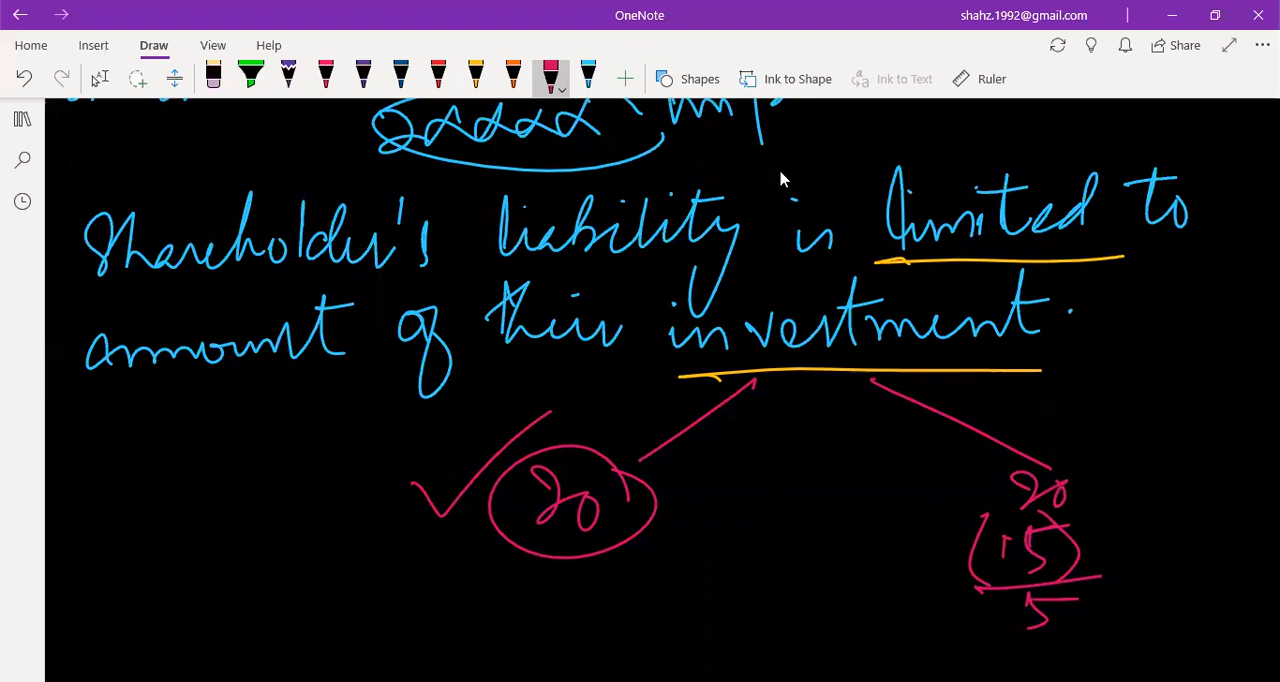 OneNote
shahz.1992@gmail.com
Home Insert Draw View Help
Share
Shapes Ink to Shape Ink to Text Ruler
Shareholder's liability is limited to
amount of their investment.
20
20
(15)
5